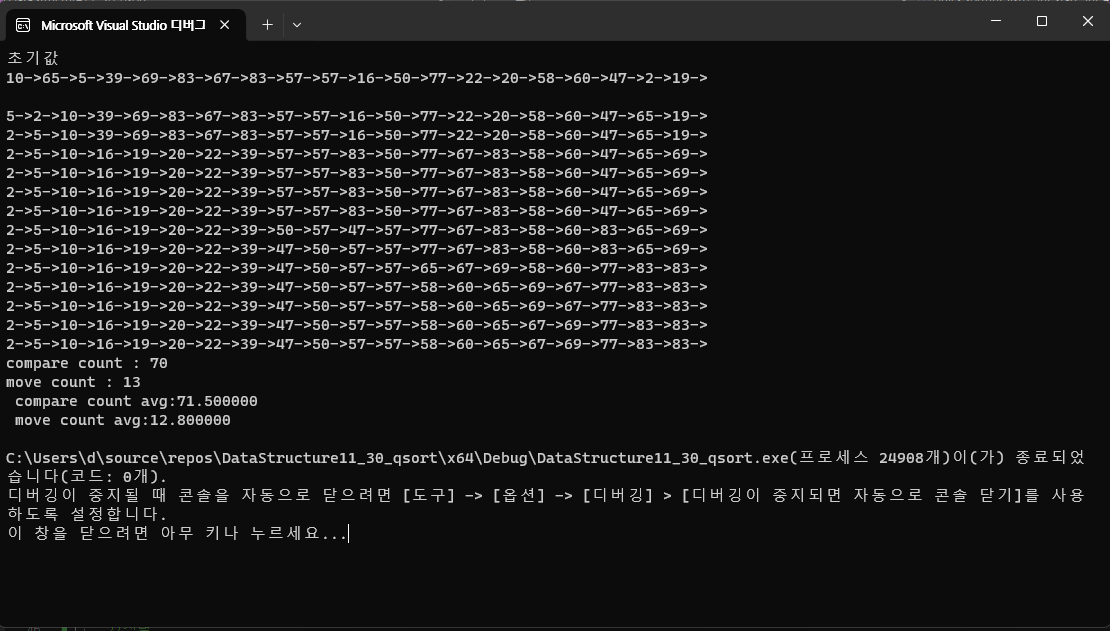 Microsoft Visual Studio 디버그
초기값
10->65->5->39->69->83->67->83->57->57->16->50->77->22->20->58->60->47->2->19->
5->2->10->39->69->83->67->83->57->57->16->50->77->22->20->58->60->47->65->19->
2->5->10->39->69->83->67->83->57->57->16->50->77->22->20->58->60->47->65->19->
2->5->10->16->19->20->22->39->57->57->83->50->77->67->83->58->60->47->65->69->
2->5->10->16->19->20->22->39->57->57->83->50->77->67->83->58->60->47->65->69->
2->5->10->16->19->20->22->39->57->57->83->50->77->67->83->58->60->47->65->69->
2->5->10->16->19->20->22->39->57->57->83->50->77->67->83->58->60->47->65->69->
2->5->10->16->19->20->22->39->50->57->47->57->77->67->83->58->60->83->65->69->
2->5->10->16->19->20->22->39->47->50->57->57->77->67->83->58->60->83->65->69->
2->5->10->16->19->20->22->39->47->50->57->57->65->67->69->58->60->77->83->83->
2->5->10->16->19->20->22->39->47->50->57->57->58->60->65->69->67->77->83->83->
2->5->10->16->19->20->22->39->47->50->57->57->58->60->65->69->67->77->83->83->
2->5->10->16->19->20->22->39->47->50->57->57->58->60->65->67->69->77->83->83->
2->5->10->16->19->20->22->39->47->50->57->57->58->60->65->67->69->77->83->83->
compare count : 70
move count : 13
compare count avg:71.500000
move count avg:12.800000
C:\Users\d\source\repos\DataStructure11_30_qsort\x64\Debug\DataStructure11_30_qsort.exe(프로세스 24908개)이(가) 종료되었
습니다(코드: 0개).
디버깅이 중지될 때 콘솔을 자동으로 닫으려면 [도구] -> [옵션] -> [디버깅] > [디버깅이 중지되면 자동으로 콘솔 닫기]를 사용
하도록 설정합니다.
이 창을 닫으려면 아무 키나 누르세요...